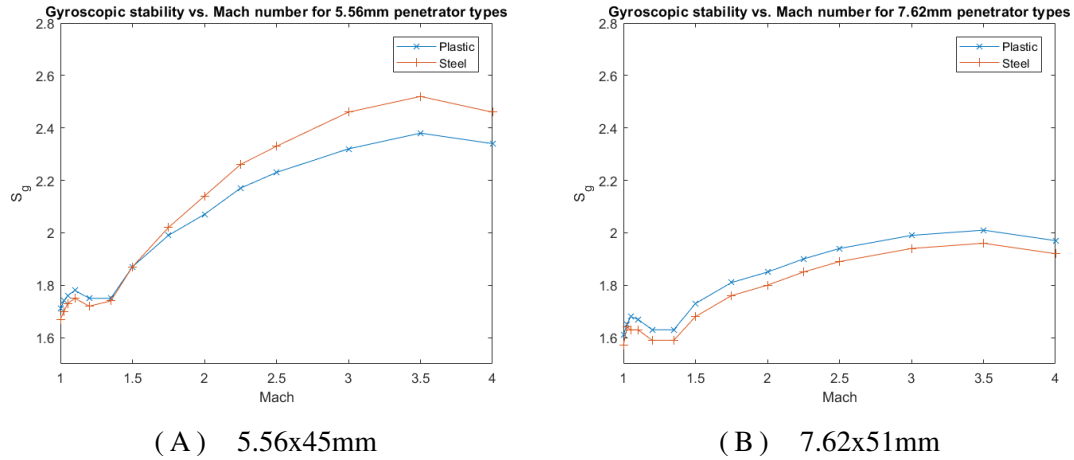 Gyroscopic stability vs. Mach number for 5.56mm penetrator types
2.8
2.6
2.4
2.2
2
1.8
1.6
S_g
1
1.5
2
2.5
3
3.5
4
Mach
Plastic
Steel
( A )    5.56x45mm
Gyroscopic stability vs. Mach number for 7.62mm penetrator types
2.8
2.6
2.4
2.2
2
1.8
1.6
S_g
1
1.5
2
2.5
3
3.5
4
Mach
Plastic
Steel
( B )    7.62x51mm